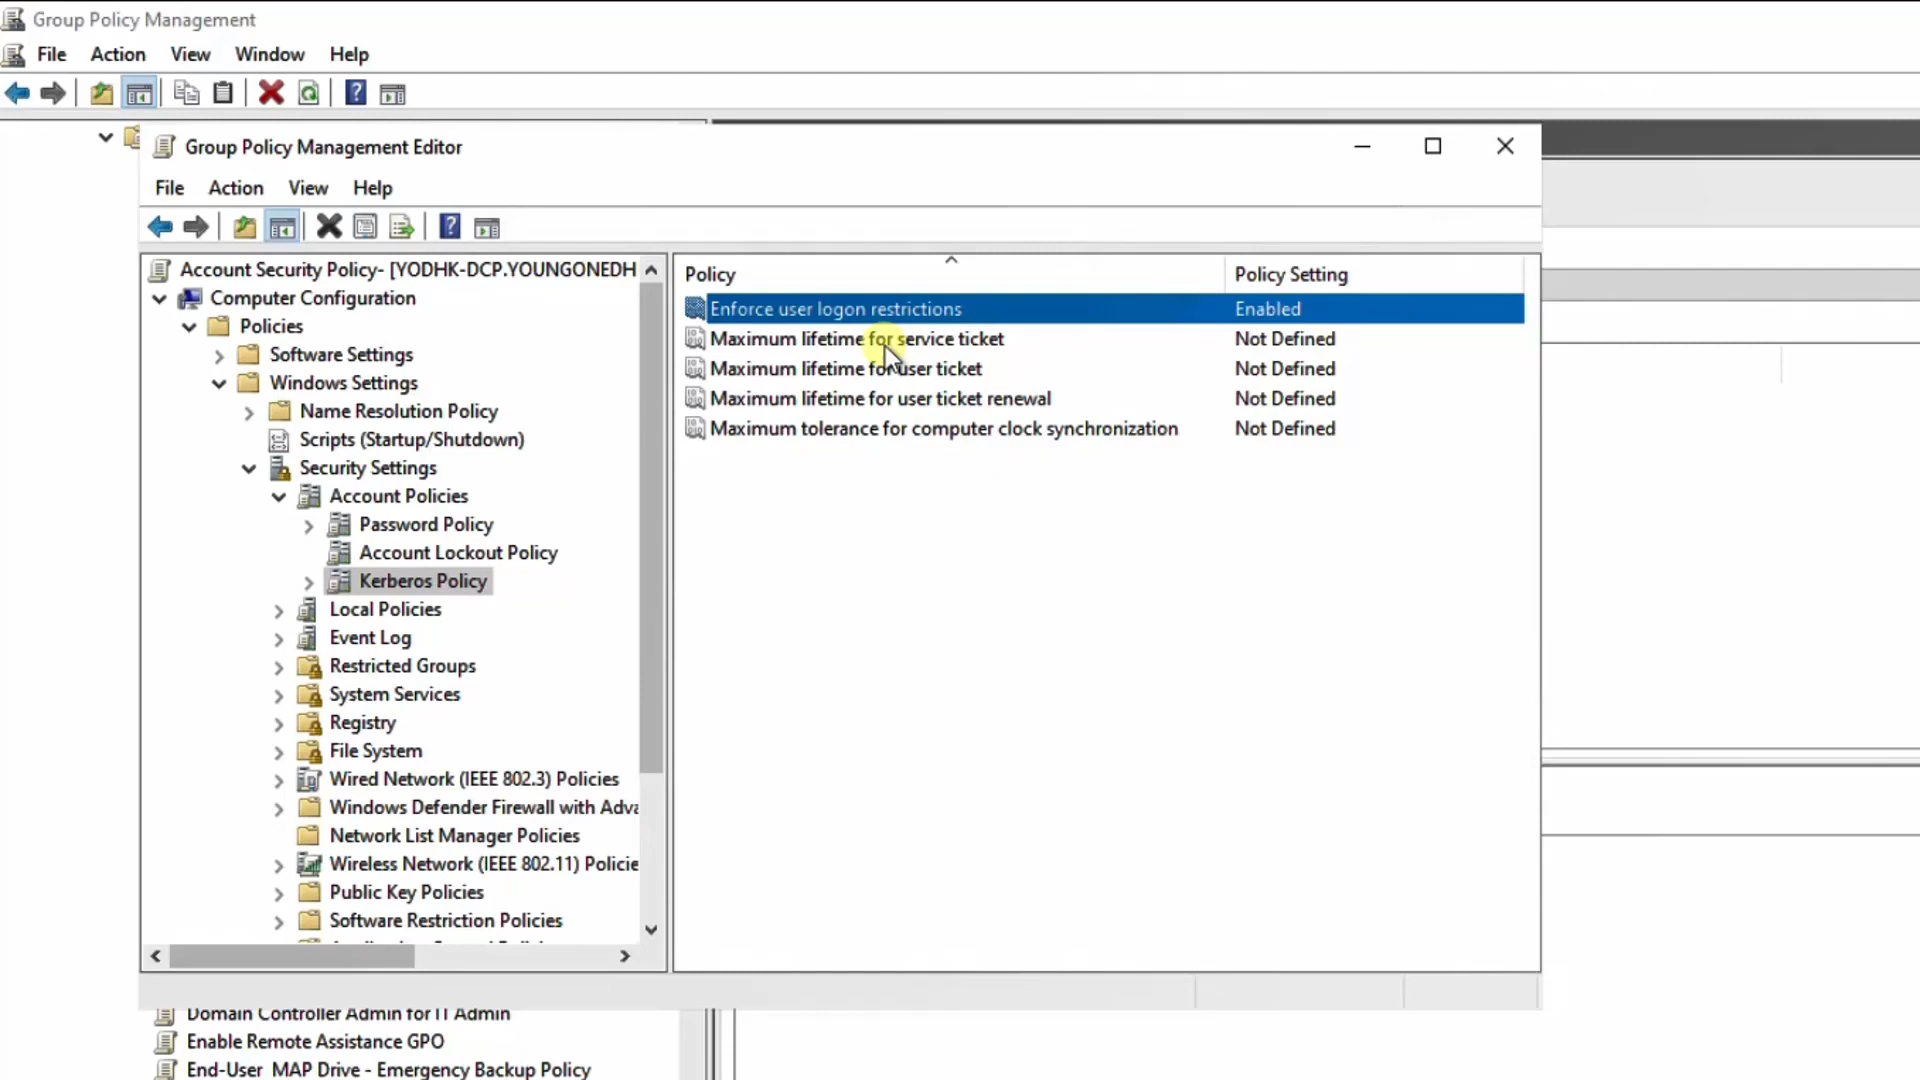 Group Policy Management
File Action View Window Help
Group Policy Management Editor
File Action View Help
Account Security Policy- [YODHK-DCP.YOUNGONEDH
Computer Configuration
Policies
Software Settings
Windows Settings
Name Resolution Policy
Scripts (Startup/Shutdown)
Security Settings
Account Policies
Password Policy
Account Lockout Policy
Kerberos Policy
Local Policies
Event Log
Restricted Groups
System Services
Registry
File System
Wired Network (IEEE 802.3) Policies
Windows Defender Firewall with Adva
Network List Manager Policies
Wireless Network (IEEE 802.11) Policie
Public Key Policies
Software Restriction Policies
Policy Policy Setting
Enforce user logon restrictions Enabled
Maximum lifetime for service ticket Not Defined
Maximum lifetime for user ticket Not Defined
Maximum lifetime for user ticket renewal Not Defined
Maximum tolerance for computer clock synchronization Not Defined
Domain Controller Admin for IT Admin
Enable Remote Assistance GPO
End-User MAP Drive - Emergency Backup Policy